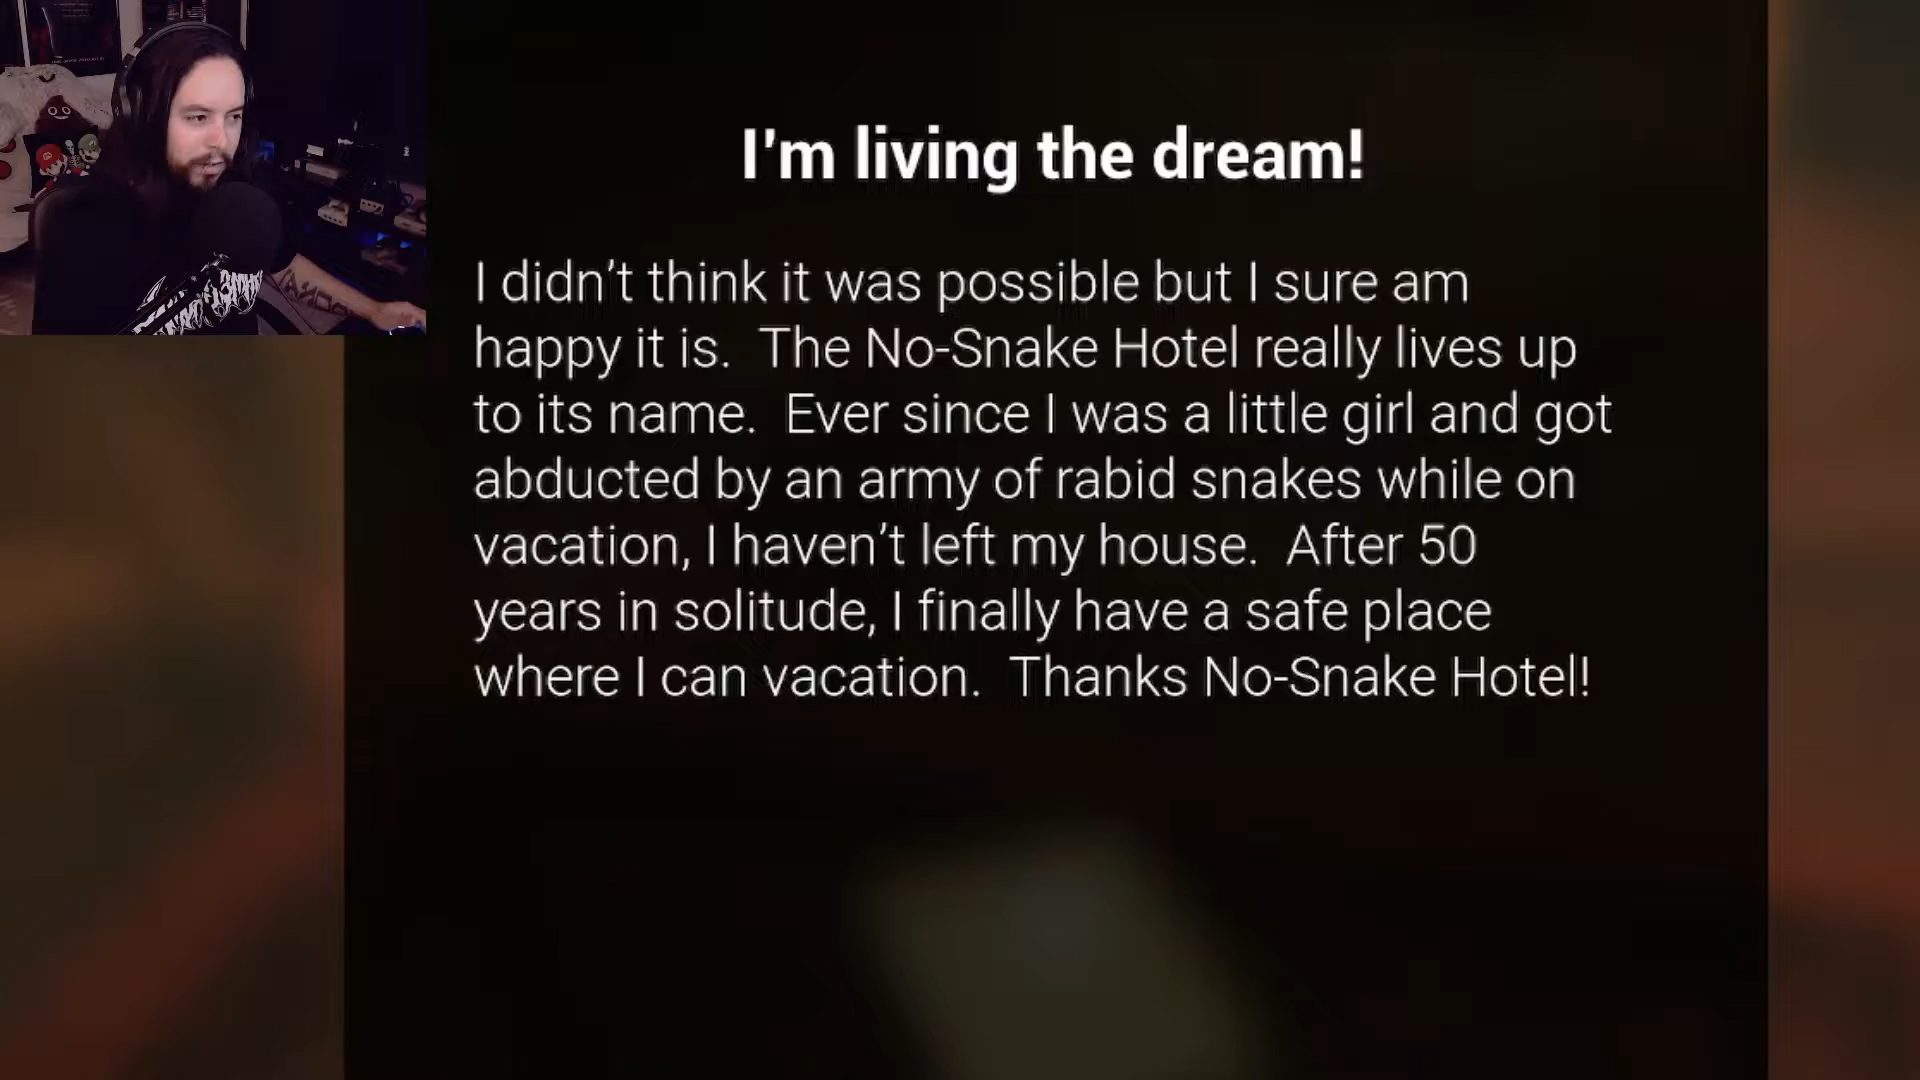 I'm living the dream!
I didn’t think it was possible but I sure am
happy it is.  The No-Snake Hotel really lives up
to its name.  Ever since I was a little girl and got
abducted by an army of rabid snakes while on
vacation, I haven’t left my house.  After 50
years in solitude, I finally have a safe place
where I can vacation.  Thanks No-Snake Hotel!